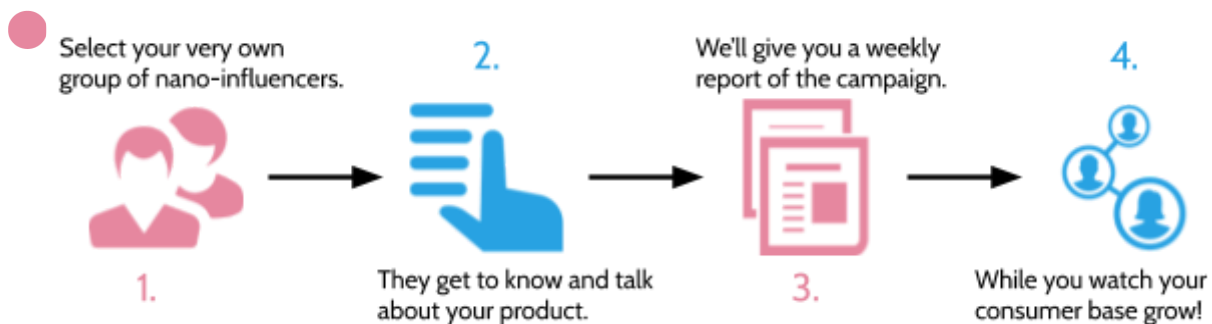 Select your very own
group of nano-influencers.
1.
2.
They get to know and talk
about your product.
We'll give you a weekly
report of the campaign.
3.
4.
While you watch your
consumer base grow!